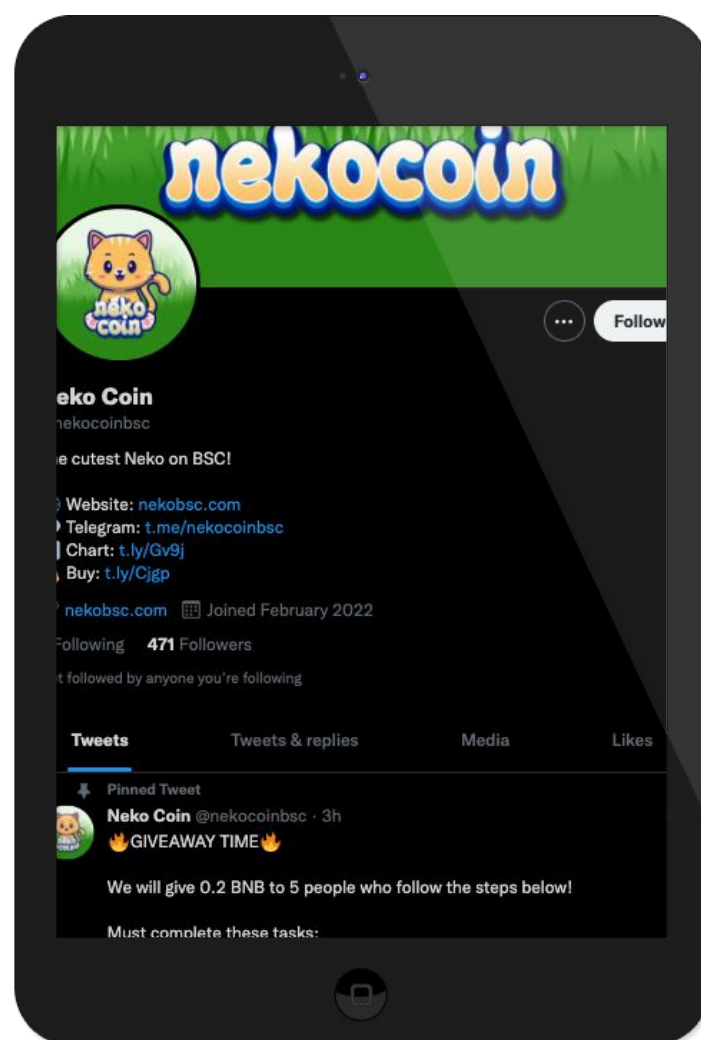 nekocoin
neko
coin
Follow
eko Coin
nekocoinbsc
e cutest Neko on BSC!
Website: nekobsc.com
Telegram: t.me/nekocoinbsc
Chart: t.ly/Gv9j
Buy: t.ly/Cjgp
nekobsc.com Joined February 2022
Following 471 Followers
t followed by anyone you're following
Tweets Tweets & replies Media Likes
Pinned Tweet
Neko Coin @nekocoinbsc · 3h
🔥GIVEAWAY TIME🔥
We will give 0.2 BNB to 5 people who follow the steps below!
Must complete these tasks: